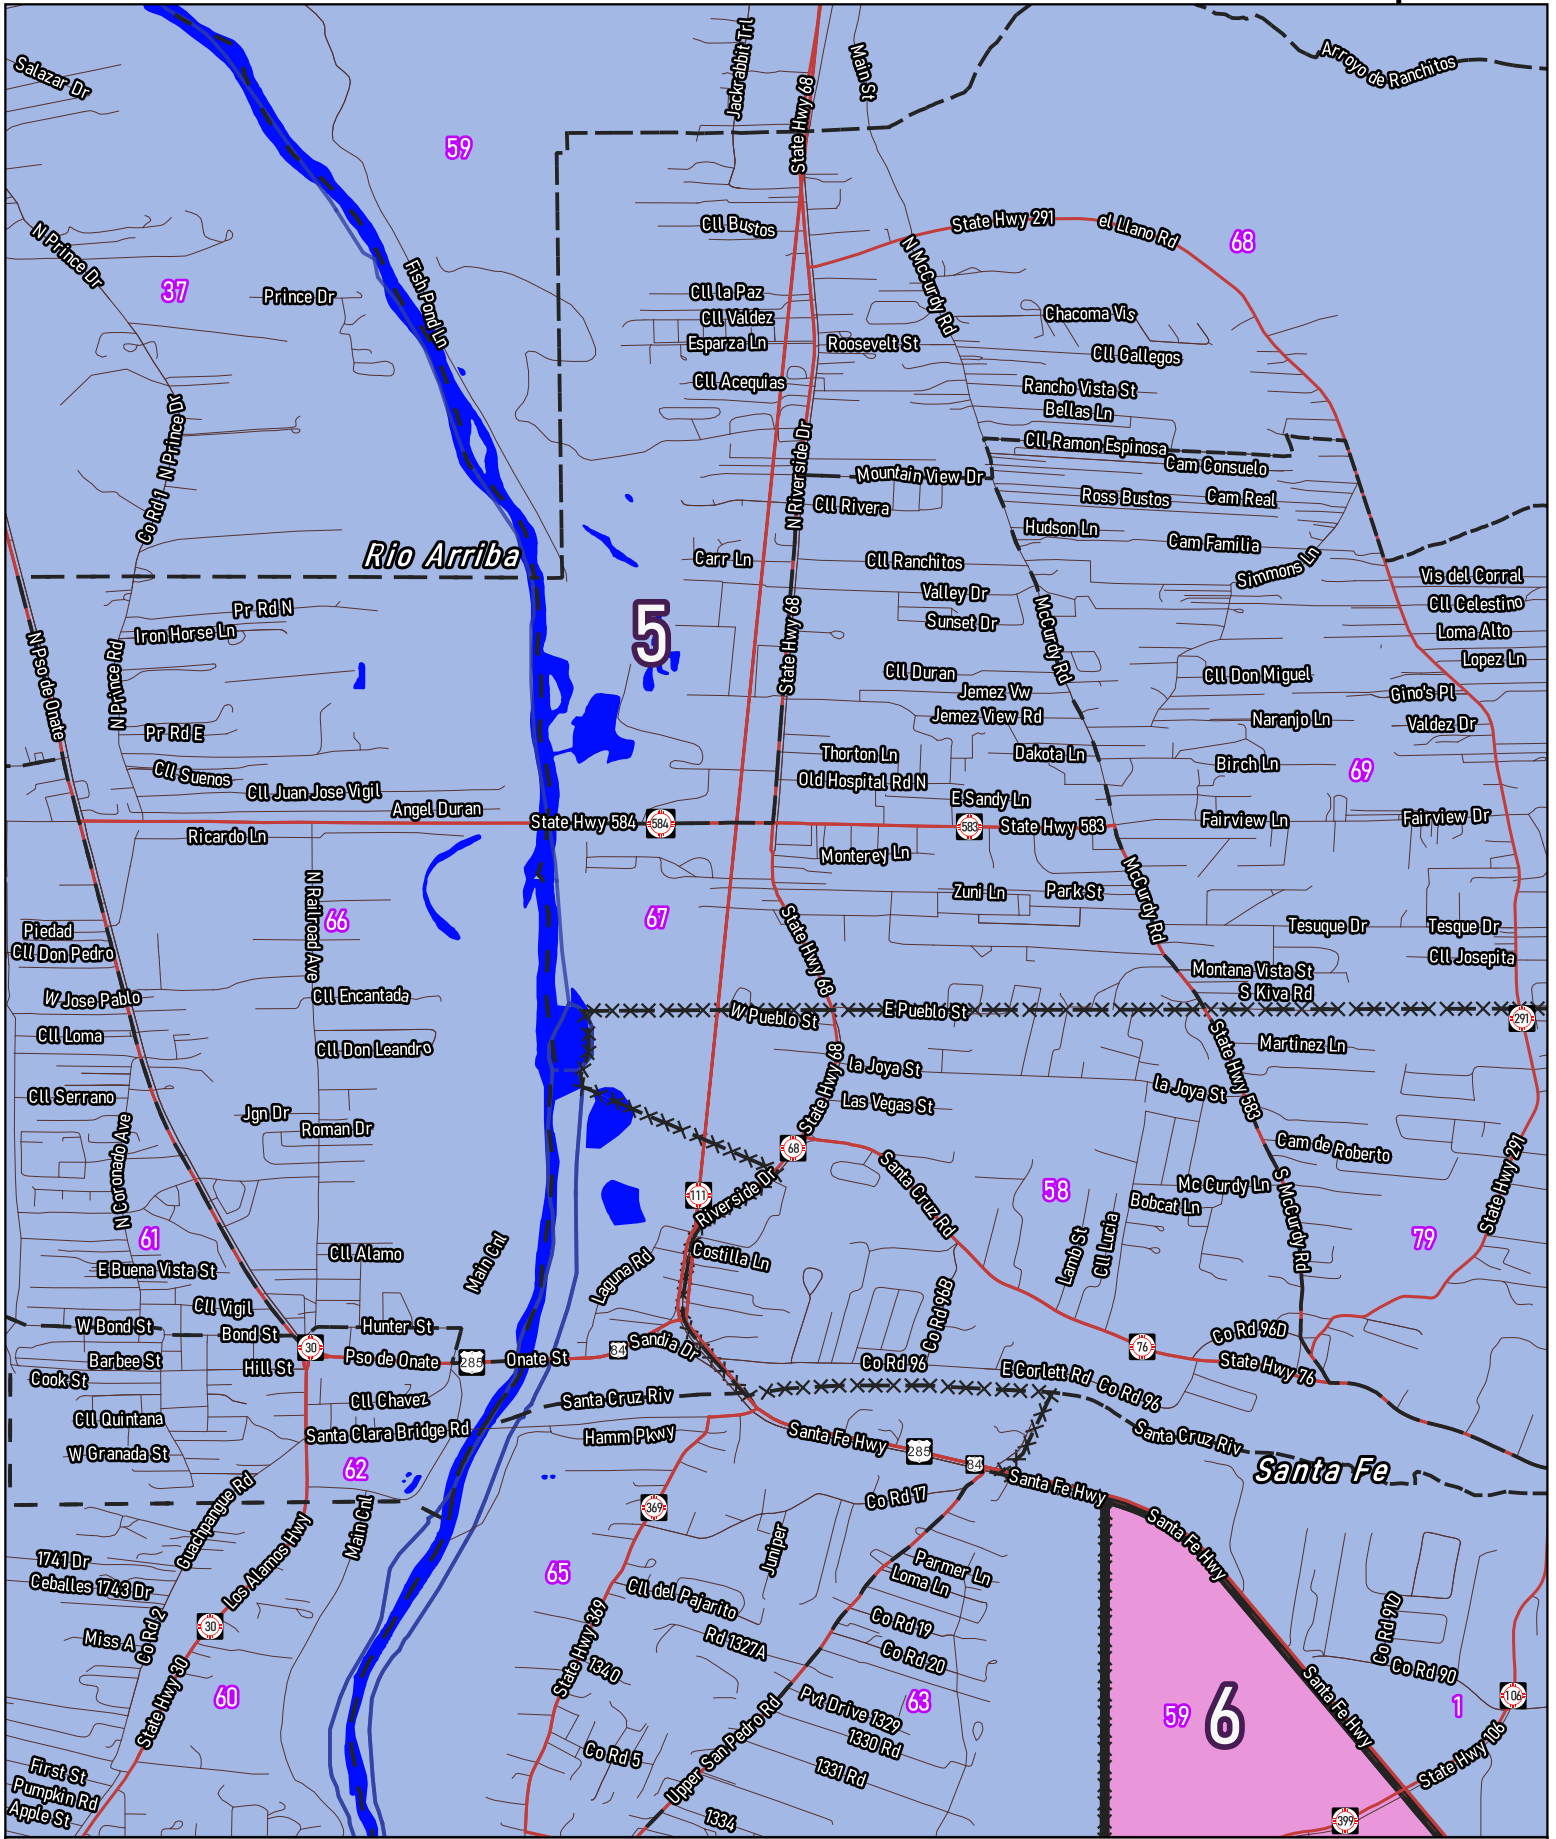 Jackrabbit Trl
State Hwy 68
Main St
Arroyo de Ranchitos
Salazar Dr
59
Cll Bustos
State Hwy 291
el Llano Rd
68
N Prince Dr
37
Prince Dr
Fish Pond Ln
N McCurdy Rd
Cll la Paz
Cll Valdez
Chacoma Vis
Esparza Ln
Roosevelt St
Cll Gallegos
Cll Acequias
Rancho Vista St
Bellas Ln
N Prince Dr
Co Rd 1
N Riverside Dr
Cll Ramon Espinosa
Cam Consuelo
Mountain View Dr
Cll Rivera
Ross Bustos
Cam Real
Hudson Ln
Cam Familia
Rio Arriba
Carr Ln
Cll Ranchitos
Simmons Ln
Vis del Corral
Valley Dr
Cll Celestino
Pr Rd N
Iron Horse Ln
5
Sunset Dr
McCurdy Rd
Loma Alto
N Prince Rd
N Pso de Onate
State Hwy 68
Lopez Ln
Cll Duran
Cll Don Miguel
Jemez Vw
Gino's Pl
Jemez View Rd
Naranjo Ln
Valdez Dr
Pr Rd E
Thorton Ln
Dakota Ln
Birch Ln
69
Cll Suenos
Cll Juan Jose Vigil
Old Hospital Rd N
Angel Duran
E Sandy Ln
State Hwy 584
584
583
State Hwy 583
Fairview Ln
Fairview Dr
Ricardo Ln
Monterey Ln
McCurdy Rd
N Railroad Ave
Zuni Ln
Park St
66
67
State Hwy 68
Piedad
Cll Don Pedro
Tesuque Dr
Tesque Dr
Cll Josepita
W Jose Pablo
Cll Encantada
Montana Vista St
S Kiva Rd
W Pueblo St
E Pueblo St
291
Cll Loma
Cll Don Leandro
State Hwy 583
Martinez Ln
State Hwy 68
la Joya St
la Joya St
Cll Serrano
Las Vegas St
Jgn Dr
Roman Dr
N Coronado Ave
68
Cam de Roberto
Santa Cruz Rd
58
Mc Curdy Ln
Bobcat Ln
S McCurdy Rd
State Hwy 291
111
Riverside Dr
61
Cll Alamo
Main Cnl
Laguna Rd
Costilla Ln
Lamb St
Cll Lucia
79
E Buena Vista St
Cll Vigil
Co Rd 96B
W Bond St
Bond St
Hunter St
Co Rd 96D
30
Sandia Dr
84
76
Barbee St
Hill St
Pso de Onate
285
Onate St
Co Rd 96
E Corlett Rd
State Hwy 76
Cook St
Cll Chavez
Santa Cruz Riv
Co Rd 96
Cll Quintana
Santa Clara Bridge Rd
Hamm Pkwy
Santa Fe Hwy
285
84
Santa Cruz Riv
W Granada St
62
Santa Fe
Santa Fe Hwy
Guachpangue Rd
Main Cnl
369
Co Rd 17
Santa Fe Hwy
Los Alamos Hwy
1741 Dr
Ceballes 1743 Dr
65
Juniper
Parmer Ln
Loma Ln
Cll del Pajarito
Co Rd 2
30
Miss A
Co Rd 19
Rd 1327A
Co Rd 20
Co Rd 91D
Co Rd 90
State Hwy 369
1340
State Hwy 30
60
Pvt Drive 1329
63
59
6
Santa Fe Hwy
1
106
1330 Rd
Co Rd 5
Upper San Pedro Rd
1331 Rd
State Hwy 106
First St
Pumpkin Rd
Apple St
1334
399